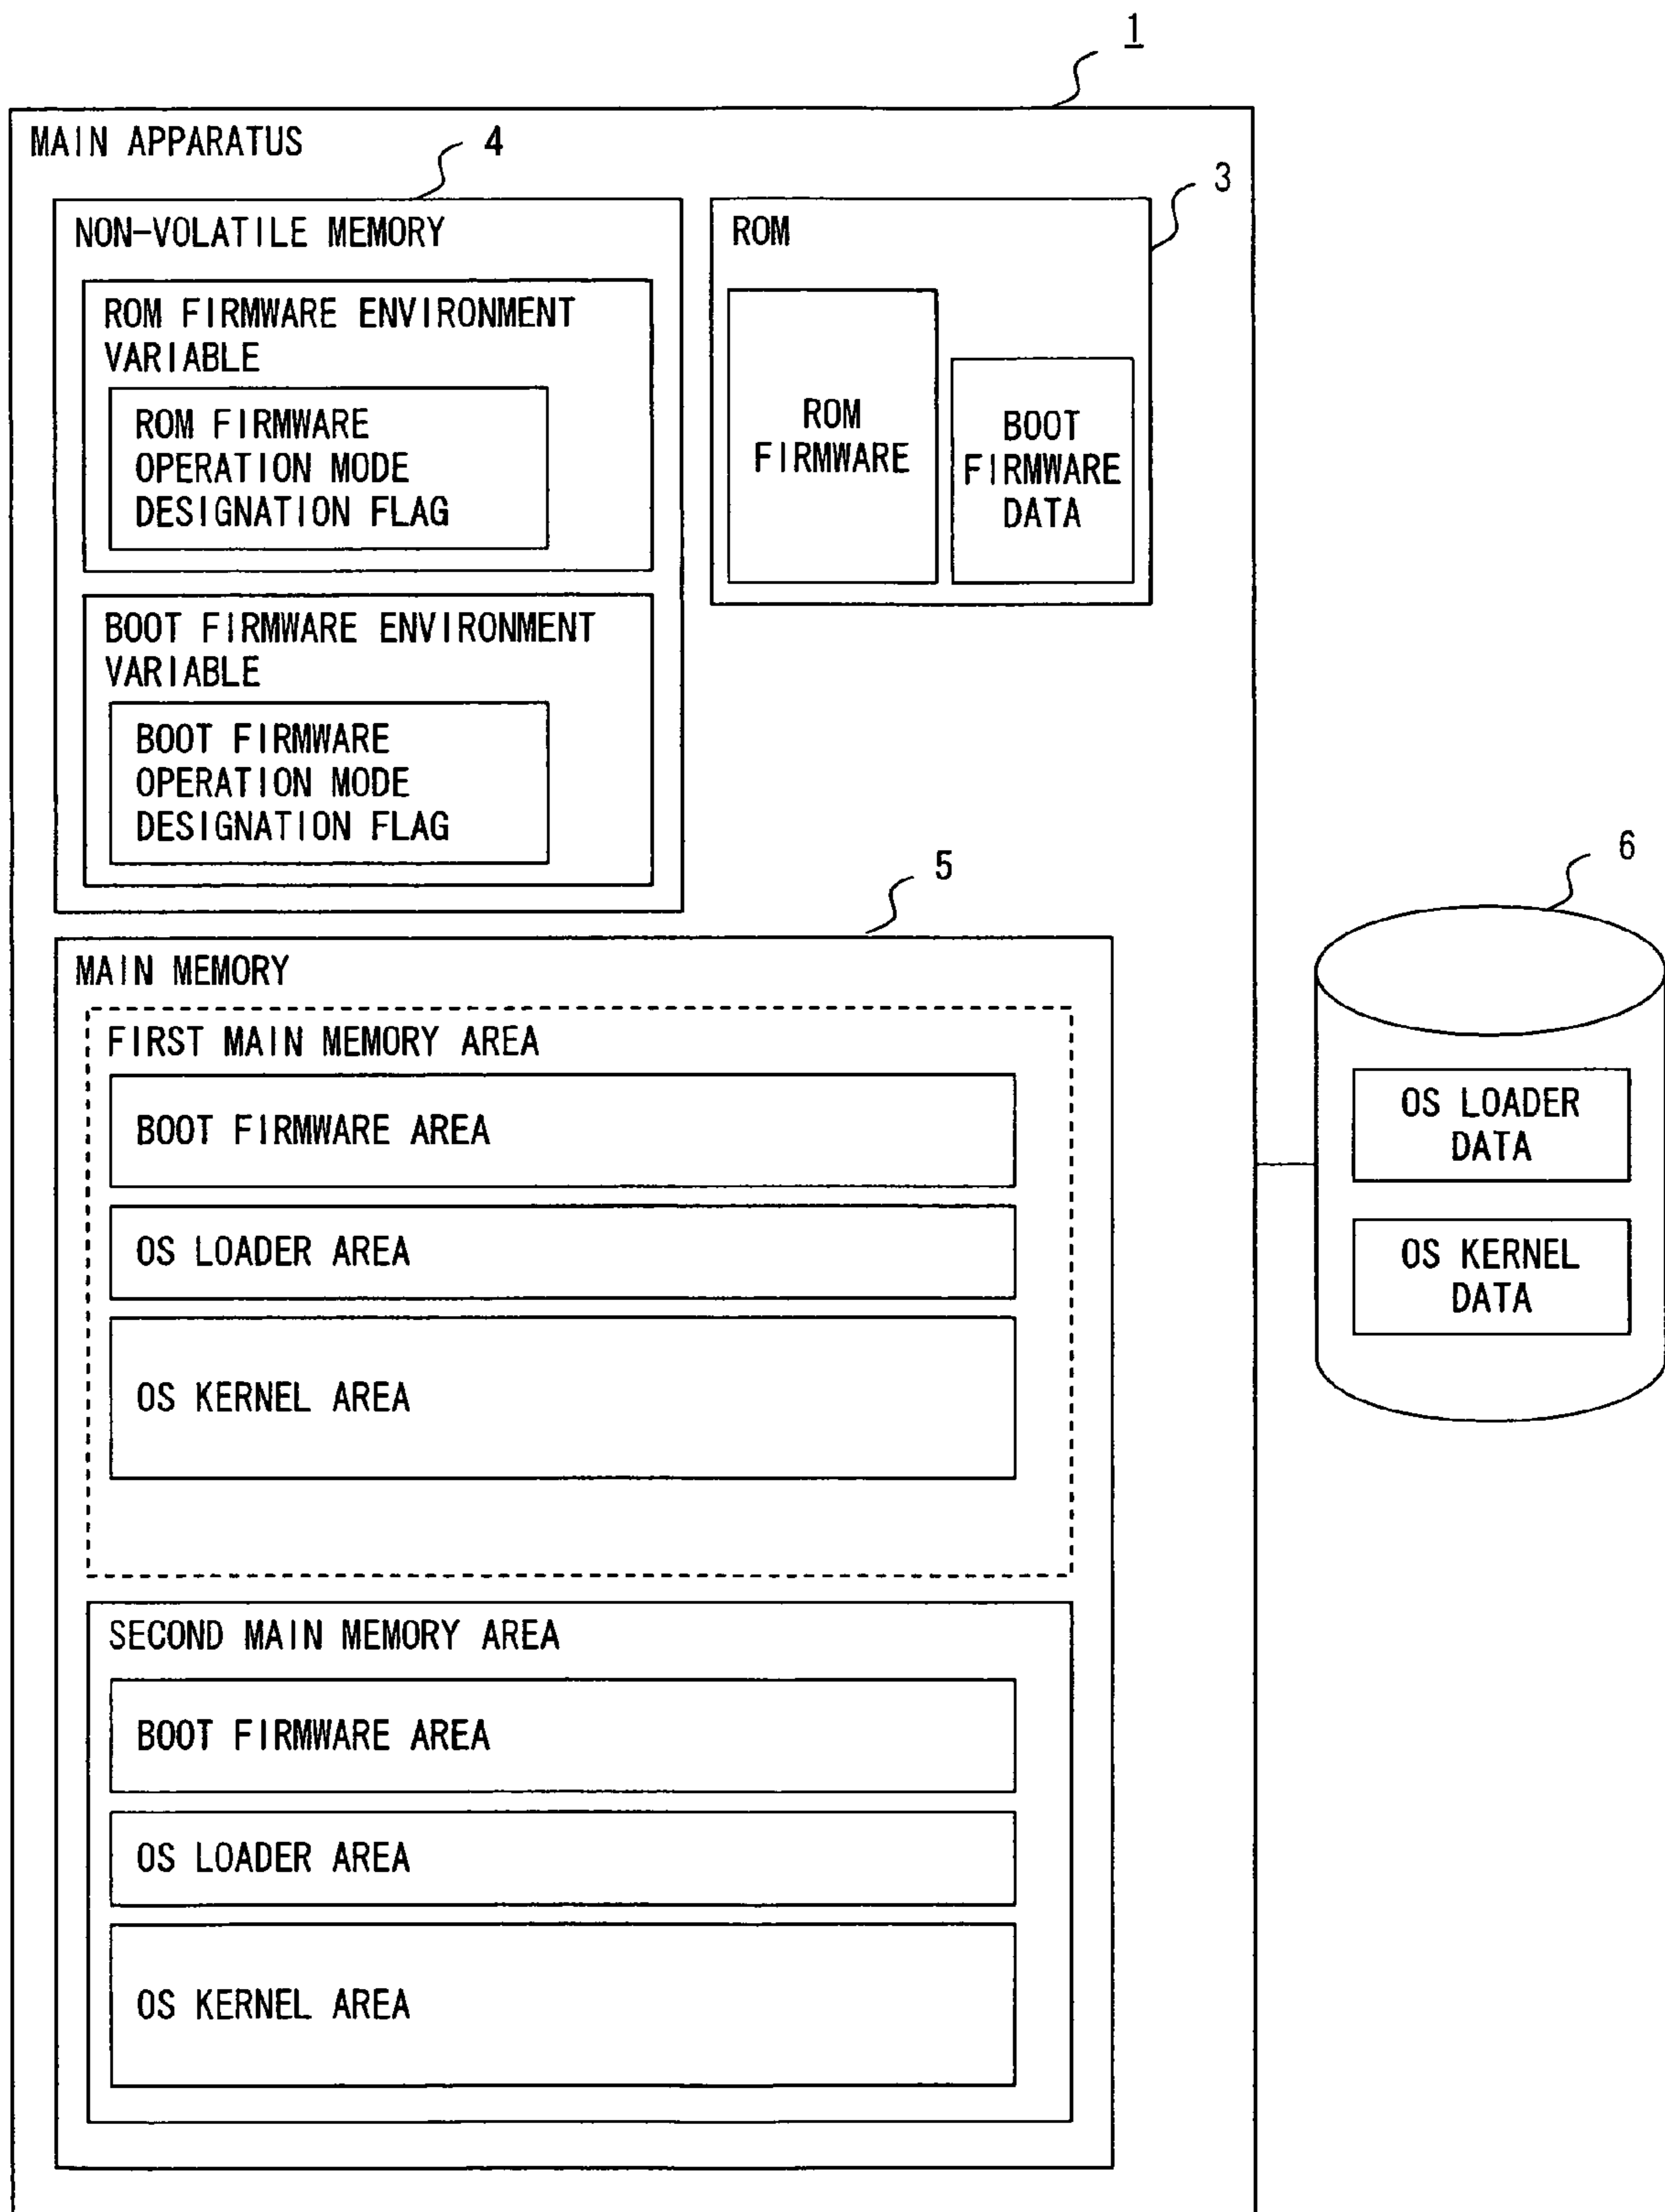 1
MAIN APPARATUS
4
NON-VOLATILE MEMORY
ROM FIRMWARE ENVIRONMENT
VARIABLE
ROM FIRMWARE
OPERATION MODE
DESIGNATION FLAG
BOOT FIRMWARE ENVIRONMENT
VARIABLE
BOOT FIRMWARE
OPERATION MODE
DESIGNATION FLAG
3
ROM
ROM
FIRMWARE
BOOT
FIRMWARE
DATA
5
MAIN MEMORY
FIRST MAIN MEMORY AREA
BOOT FIRMWARE AREA
OS LOADER AREA
OS KERNEL AREA
SECOND MAIN MEMORY AREA
BOOT FIRMWARE AREA
OS LOADER AREA
OS KERNEL AREA
6
OS LOADER
DATA
OS KERNEL
DATA